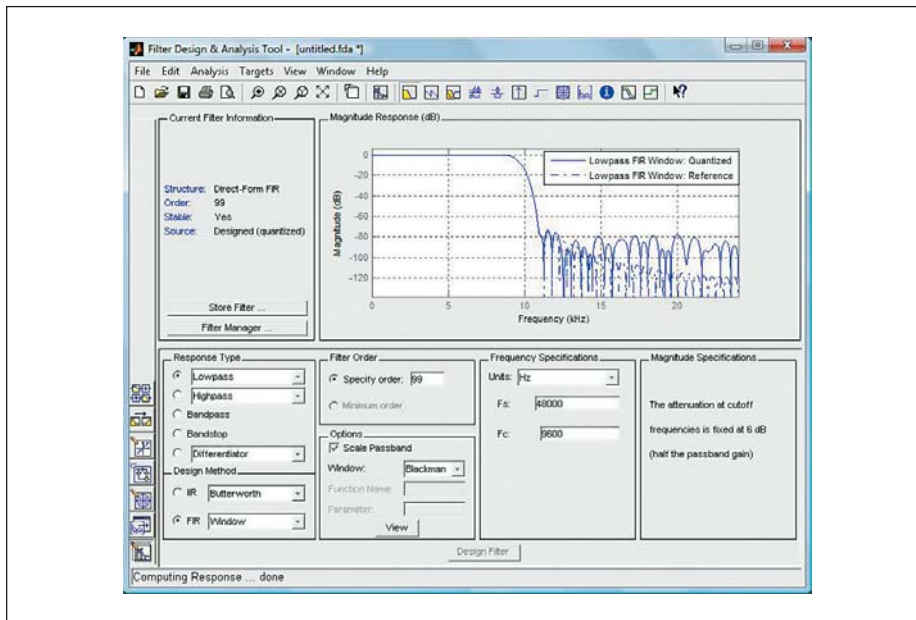 Filter Design & Analysis Tool - [untitled.fda *]
File Edit Analysis Targets View Window Help
Current Filter Information
Structure: Direct-Form FIR
Order: 99
Stable: Yes
Source: Designed (quantized)
Store Filter ...
Filter Manager ...
Magnitude Response (dB)
Lowpass FIR Window: Quantized
Lowpass FIR Window: Reference
Magnitude (dB)
0
-20
-40
-60
-80
-100
-120
0 5 10 15 20
Frequency (kHz)
Response Type
Lowpass
Highpass
Bandpass
Bandstop
Differentiator
Design Method
IIR Butterworth
FIR Window
Filter Order
Specify order: 99
Minimum order
Options
Scale Passband
Window: Blackman
Function Name:
Parameter:
View
Frequency Specifications
Units: Hz
Fs: 48000
Fc: 9600
Magnitude Specifications
The attenuation at cutoff
frequencies is fixed at 6 dB
(half the passband gain)
Design Filter
Computing Response ... done